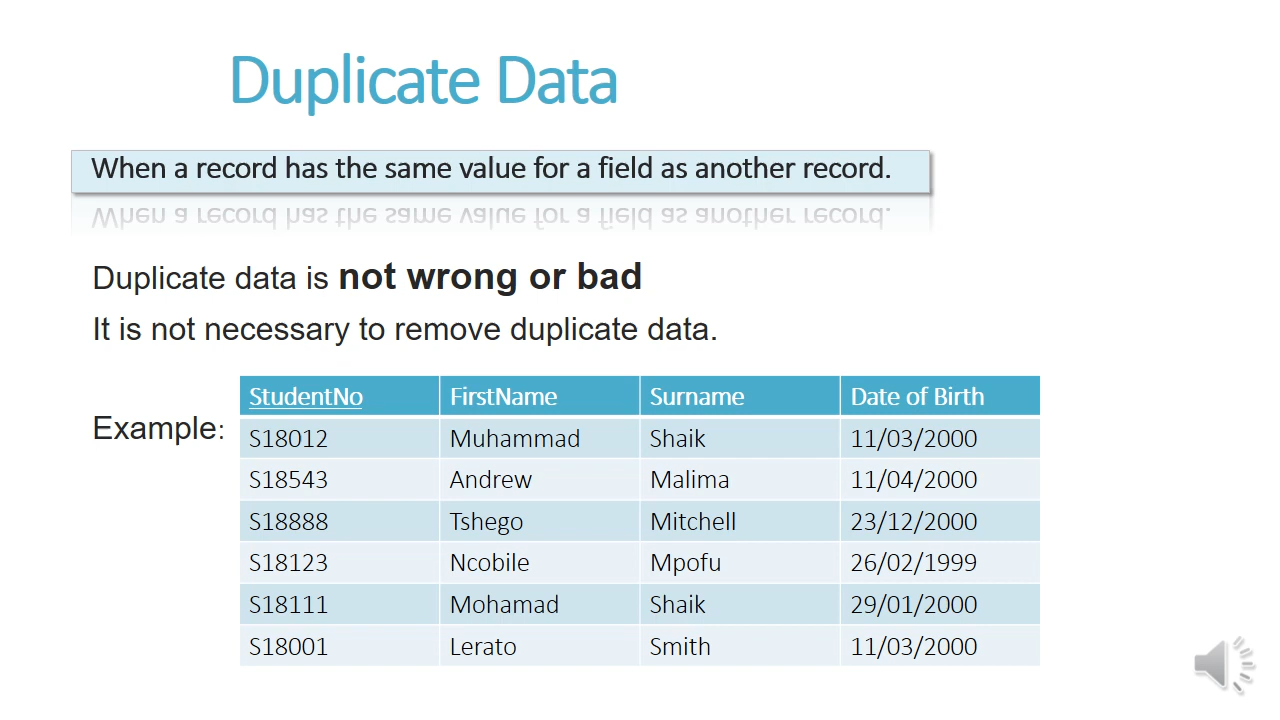 Duplicate Data
When a record has the same value for a field as another record.
Duplicate data is not wrong or bad
It is not necessary to remove duplicate data.
Example:
StudentNo FirstName Surname Date of Birth
S18012 Muhammad Shaik 11/03/2000
S18543 Andrew Malima 11/04/2000
S18888 Tshego Mitchell 23/12/2000
S18123 Ncobile Mpofu 26/02/1999
S18111 Mohamad Shaik 29/01/2000
S18001 Lerato Smith 11/03/2000